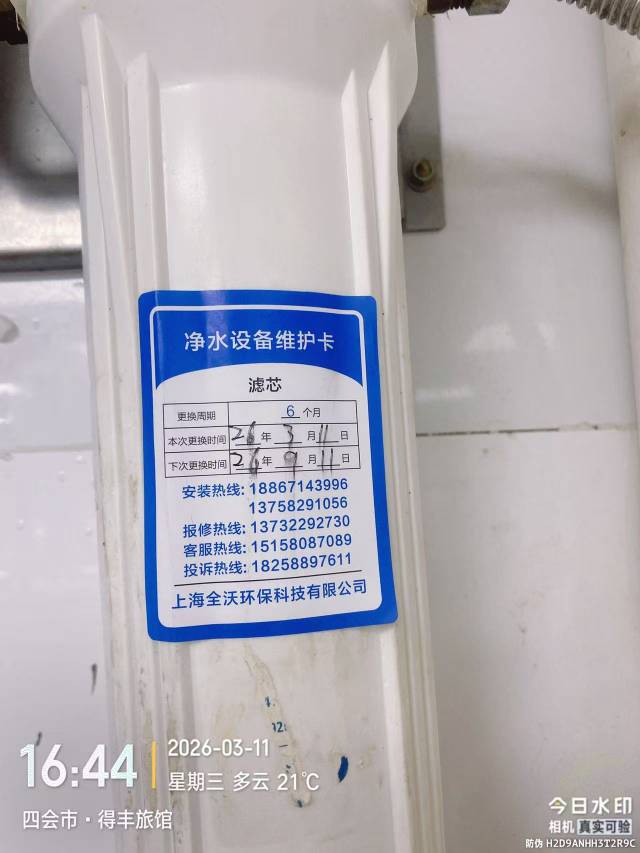 净水设备维护卡
滤芯
更换周期 6 个月
本次更换时间 26 年 3 月 11 日
下次更换时间 26 年 9 月 11 日
安装热线: 18867143996
13758291056
报修热线: 13732292730
客服热线: 15158087089
投诉热线: 18258897611
上海全沃环保科技有限公司
12
16:44
2026-03-11
星期三 多云 21℃
四会市·得丰旅馆
今日水印
相机 真实可验
防伪 H2D9ANHH3T2R9C